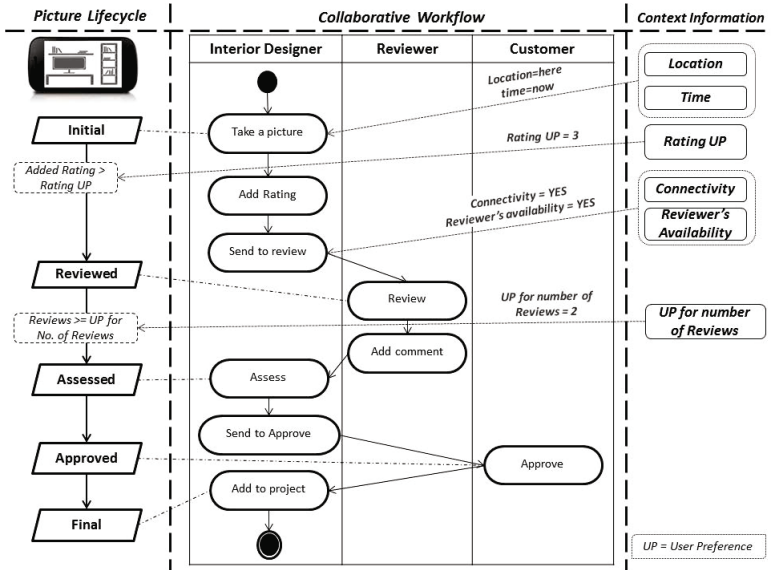 Picture Lifecycle
Collaborative Workflow
Context Information
Interior Designer
Reviewer
Customer
Location=here
time=now
Location
Time
Initial
Take a picture
Rating UP = 3
Rating UP
Added Rating >
Rating UP
Add Rating
Connectivity = YES
Reviewer's availability = YES
Connectivity
Reviewer's
Availability
Send to review
Reviewed
Review
UP for number of
Reviews = 2
UP for number
of Reviews
Reviews >= UP for
No. of Reviews
Add comment
Assessed
Assess
Send to Approve
Approved
Approve
Add to project
Final
UP = User Preference